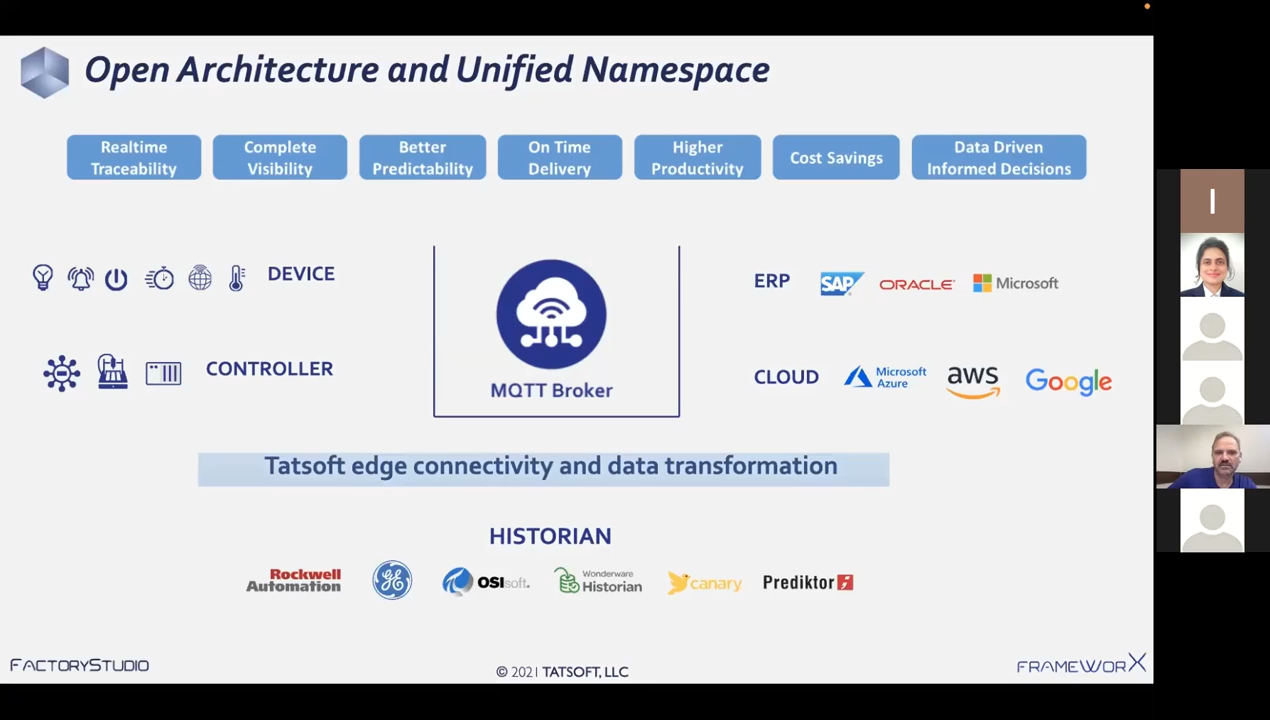 Open Architecture and Unified Namespace
Realtime
Traceability
Complete
Visibility
Better
Predictability
On Time
Delivery
Higher
Productivity
Cost Savings
Data Driven
Informed Decisions
DEVICE
CONTROLLER
MQTT Broker
ERP
SAP
ORACLE
Microsoft
CLOUD
Microsoft
Azure
aws
Google
Tatsoft edge connectivity and data transformation
HISTORIAN
Rockwell
Automation
GE
OSIsoft.
Wonderware
Historian
canary
Prediktor
FACTORYSTUDIO
© 2021 TATSOFT, LLC
FRAMEWORX
I